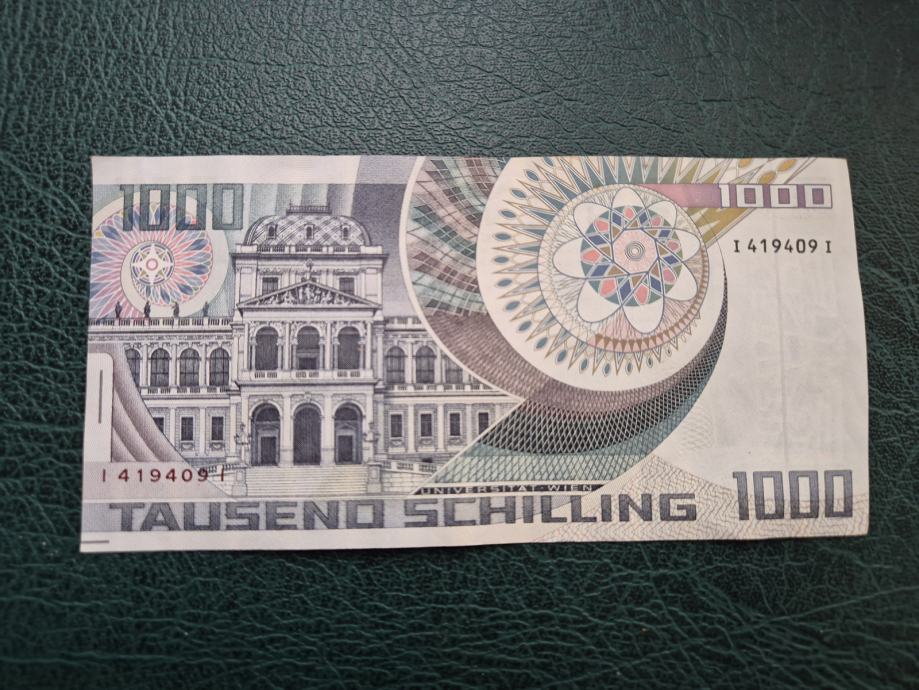 1000
1000
I 419409 I
I 419409 I
UNIVERSITÄT·WIEN
TAUSEND SCHILLING
1000